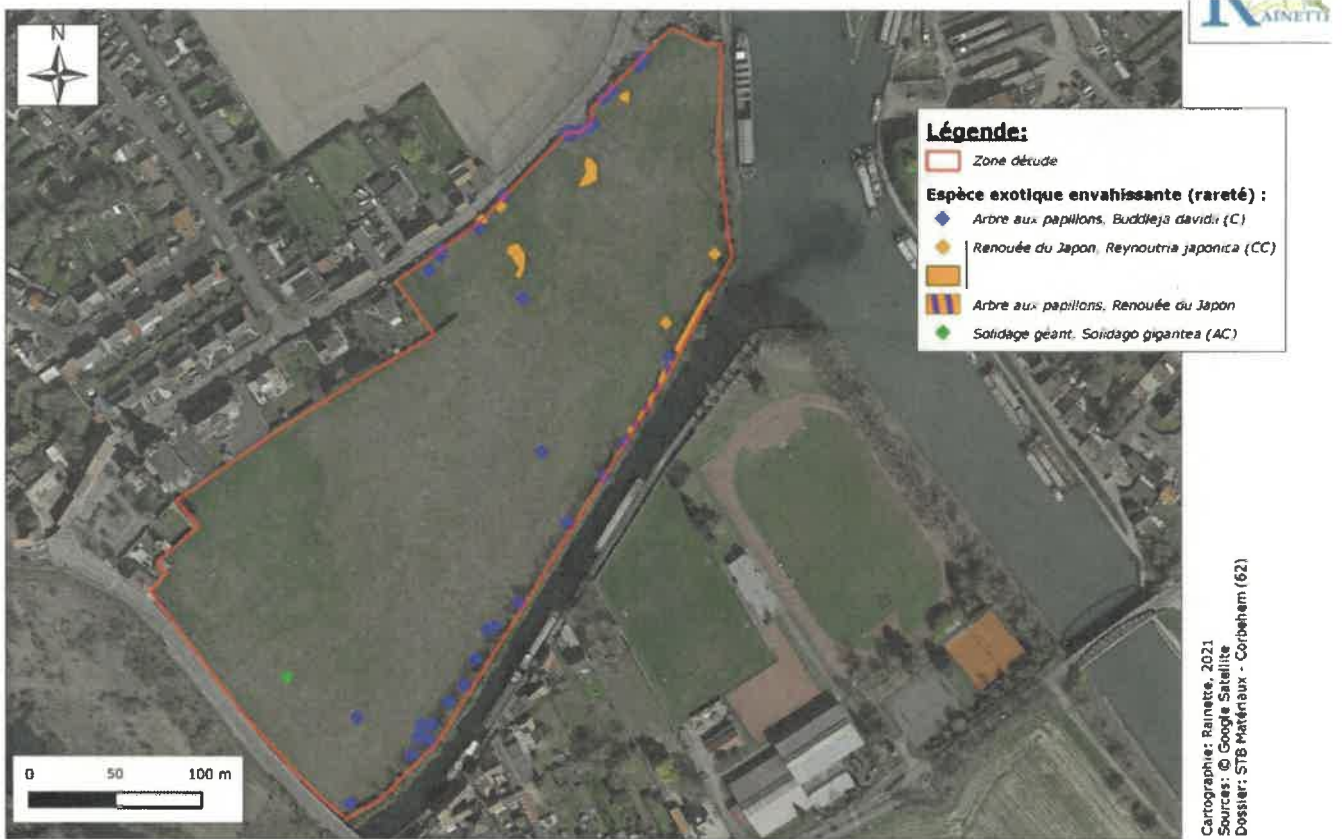 RAINETTE
N
Légende:
Zone détude
Espèce exotique envahissante (rareté) :
Arbre aux papillons, Buddleja davidii (C)
Renouée du Japon, Reynoutria japonica (CC)
Arbre aux papillons, Renouée du Japon
Solidage géant, Solidago gigantea (AC)
0 50 100 m
Cartographie: Rainette, 2021
Sources: © Google Satellite
Dossier: STB Matériaux - Corbehem (62)